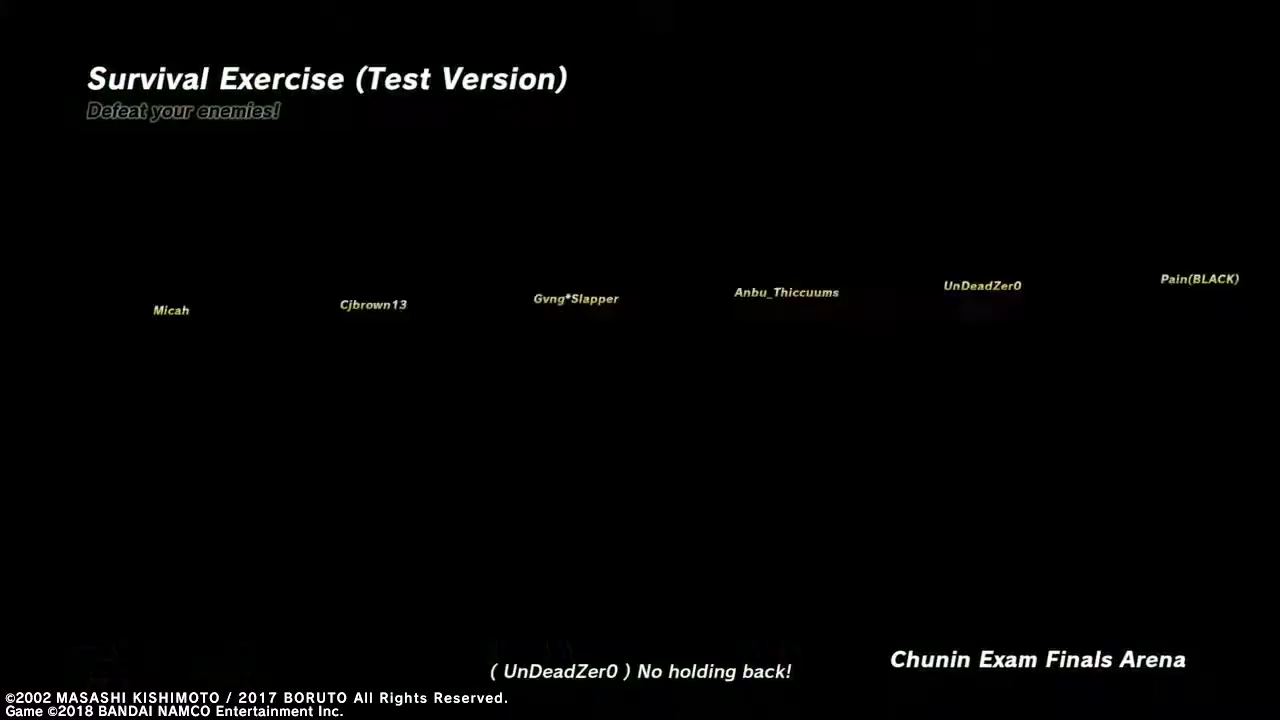 Survival Exercise (Test Version)
Defeat your enemies!
Micah
Cjbrown13
Gvng*Slapper
Anbu_Thiccuums
UnDeadZer0
Pain(BLACK)
( UnDeadZer0 ) No holding back!
Chunin Exam Finals Arena
©2002 MASASHI KISHIMOTO / 2017 BORUTO All Rights Reserved.
Game ©2018 BANDAI NAMCO Entertainment Inc.